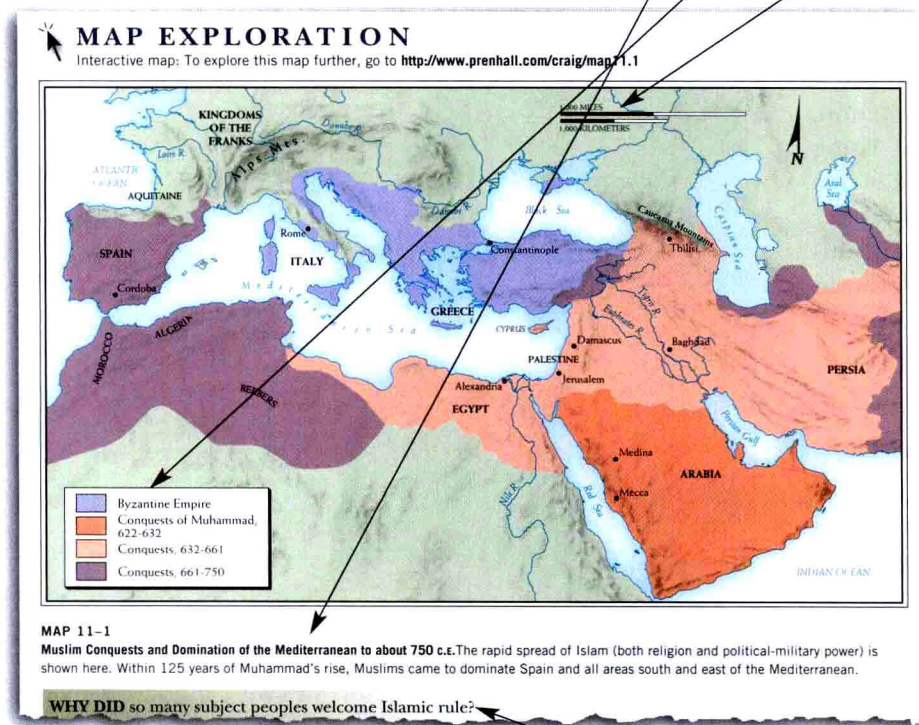 MAP EXPLORATION
Interactive map: To explore this map further, go to http://www.prenhall.com/craig/map11.1
1,000 MILES
1,000 KILOMETERS
N
KINGDOMS
OF THE
FRANKS
Danube R.
Loire R.
Alps Mts.
ATLANTIC
OCEAN
AQUITAINE
Aral
Sea
Danube R.
Black Sea
Caucasus Mountains
Caspian Sea
Rome
Constantinople
Tbilisi
SPAIN
ITALY
Cordoba
Mediterranean Sea
GREECE
Tigris R.
Euphrates R.
CYPRUS
ALGERIA
MOROCCO
Damascus
Baghdad
PALESTINE
PERSIA
BERBERS
Alexandria
Jerusalem
EGYPT
Persian Gulf
Medina
ARABIA
Nile R.
Red Sea
Mecca
Byzantine Empire
Conquests of Muhammad,
622-632
Conquests, 632-661
Conquests, 661-750
INDIAN OCEAN
MAP 11–1
Muslim Conquests and Domination of the Mediterranean to about 750 C.E. The rapid spread of Islam (both religion and political-military power) is
shown here. Within 125 years of Muhammad's rise, Muslims came to dominate Spain and all areas south and east of the Mediterranean.
WHY DID so many subject peoples welcome Islamic rule?